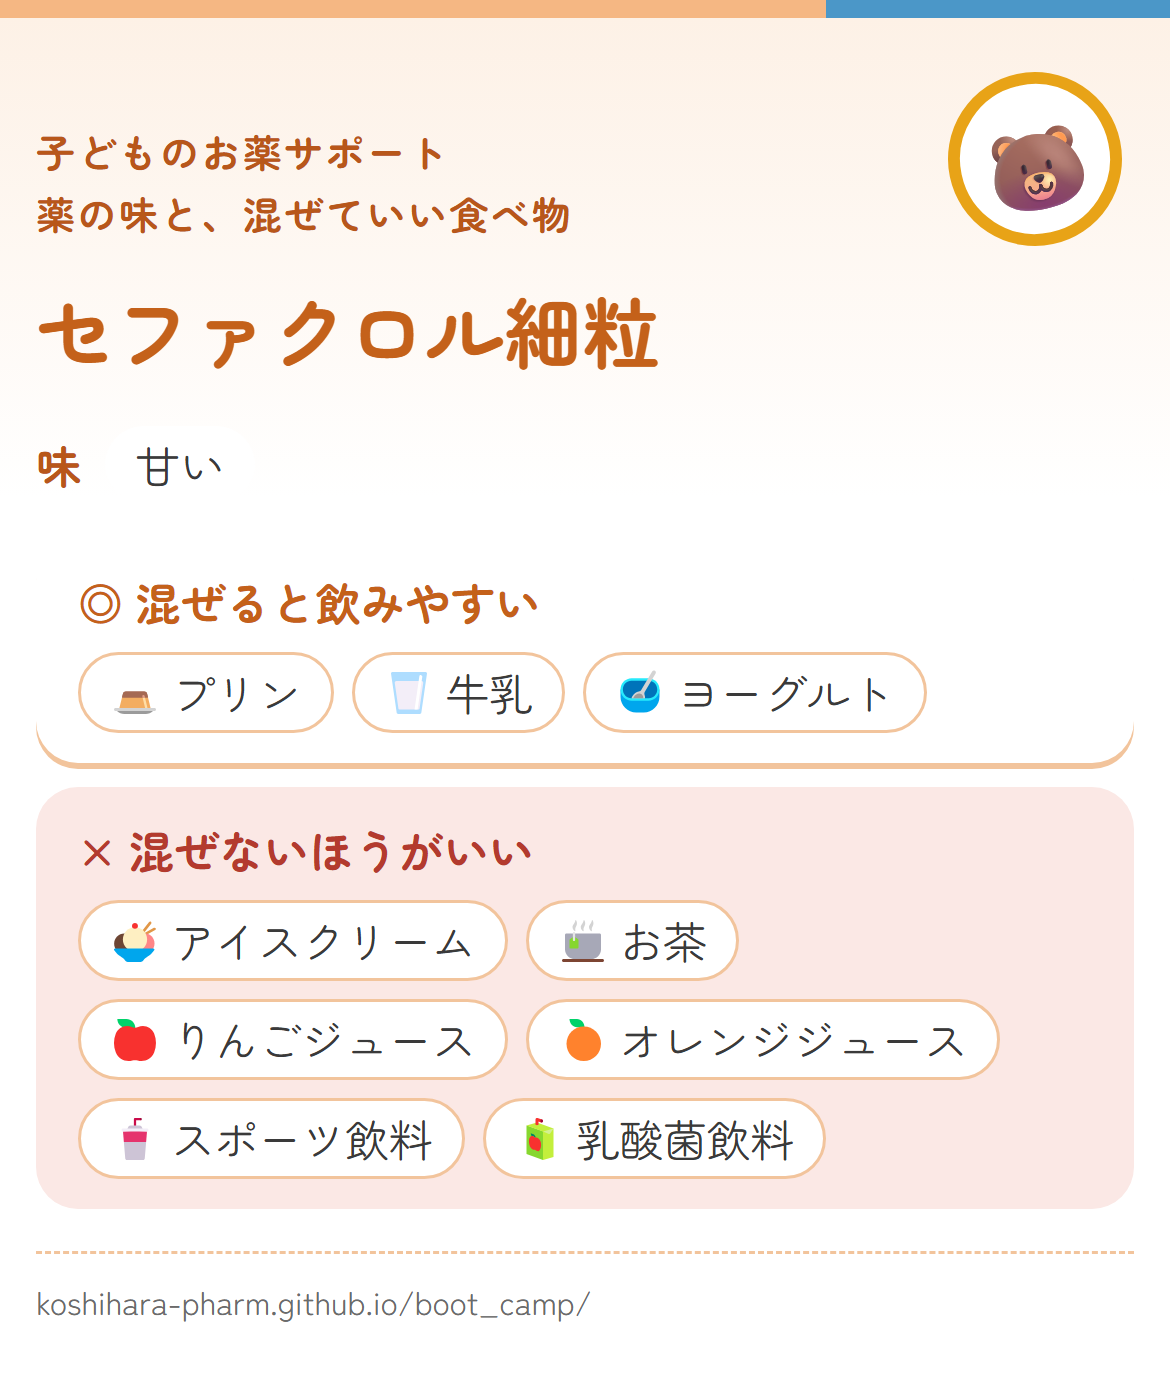 子どものお薬サポート
薬の味と、混ぜていい食べ物
セファクロル細粒
味 甘い
◎ 混ぜると飲みやすい
プリン 牛乳 ヨーグルト
× 混ぜないほうがいい
アイスクリーム お茶
りんごジュース オレンジジュース
スポーツ飲料 乳酸菌飲料
koshihara-pharm.github.io/boot_camp/